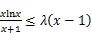 xlnx/(x+1) ≤ λ(x − 1)